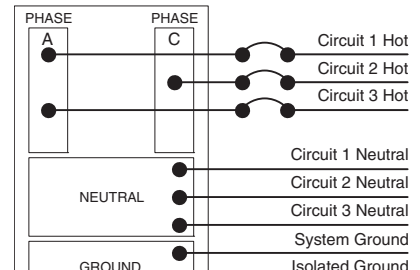 PHASE PHASE
A C
Circuit 1 Hot
Circuit 2 Hot
Circuit 3 Hot
Circuit 1 Neutral
NEUTRAL
Circuit 2 Neutral
Circuit 3 Neutral
System Ground
GROUND
Isolated Ground